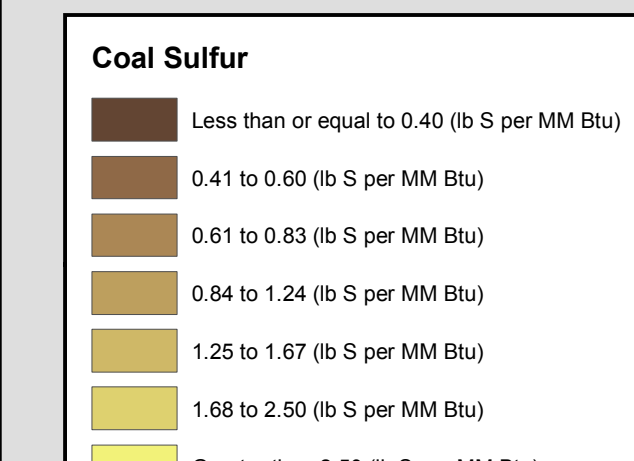 Coal Sulfur
Less than or equal to 0.40 (lb S per MM Btu)
0.41 to 0.60 (lb S per MM Btu)
0.61 to 0.83 (lb S per MM Btu)
0.84 to 1.24 (lb S per MM Btu)
1.25 to 1.67 (lb S per MM Btu)
1.68 to 2.50 (lb S per MM Btu)